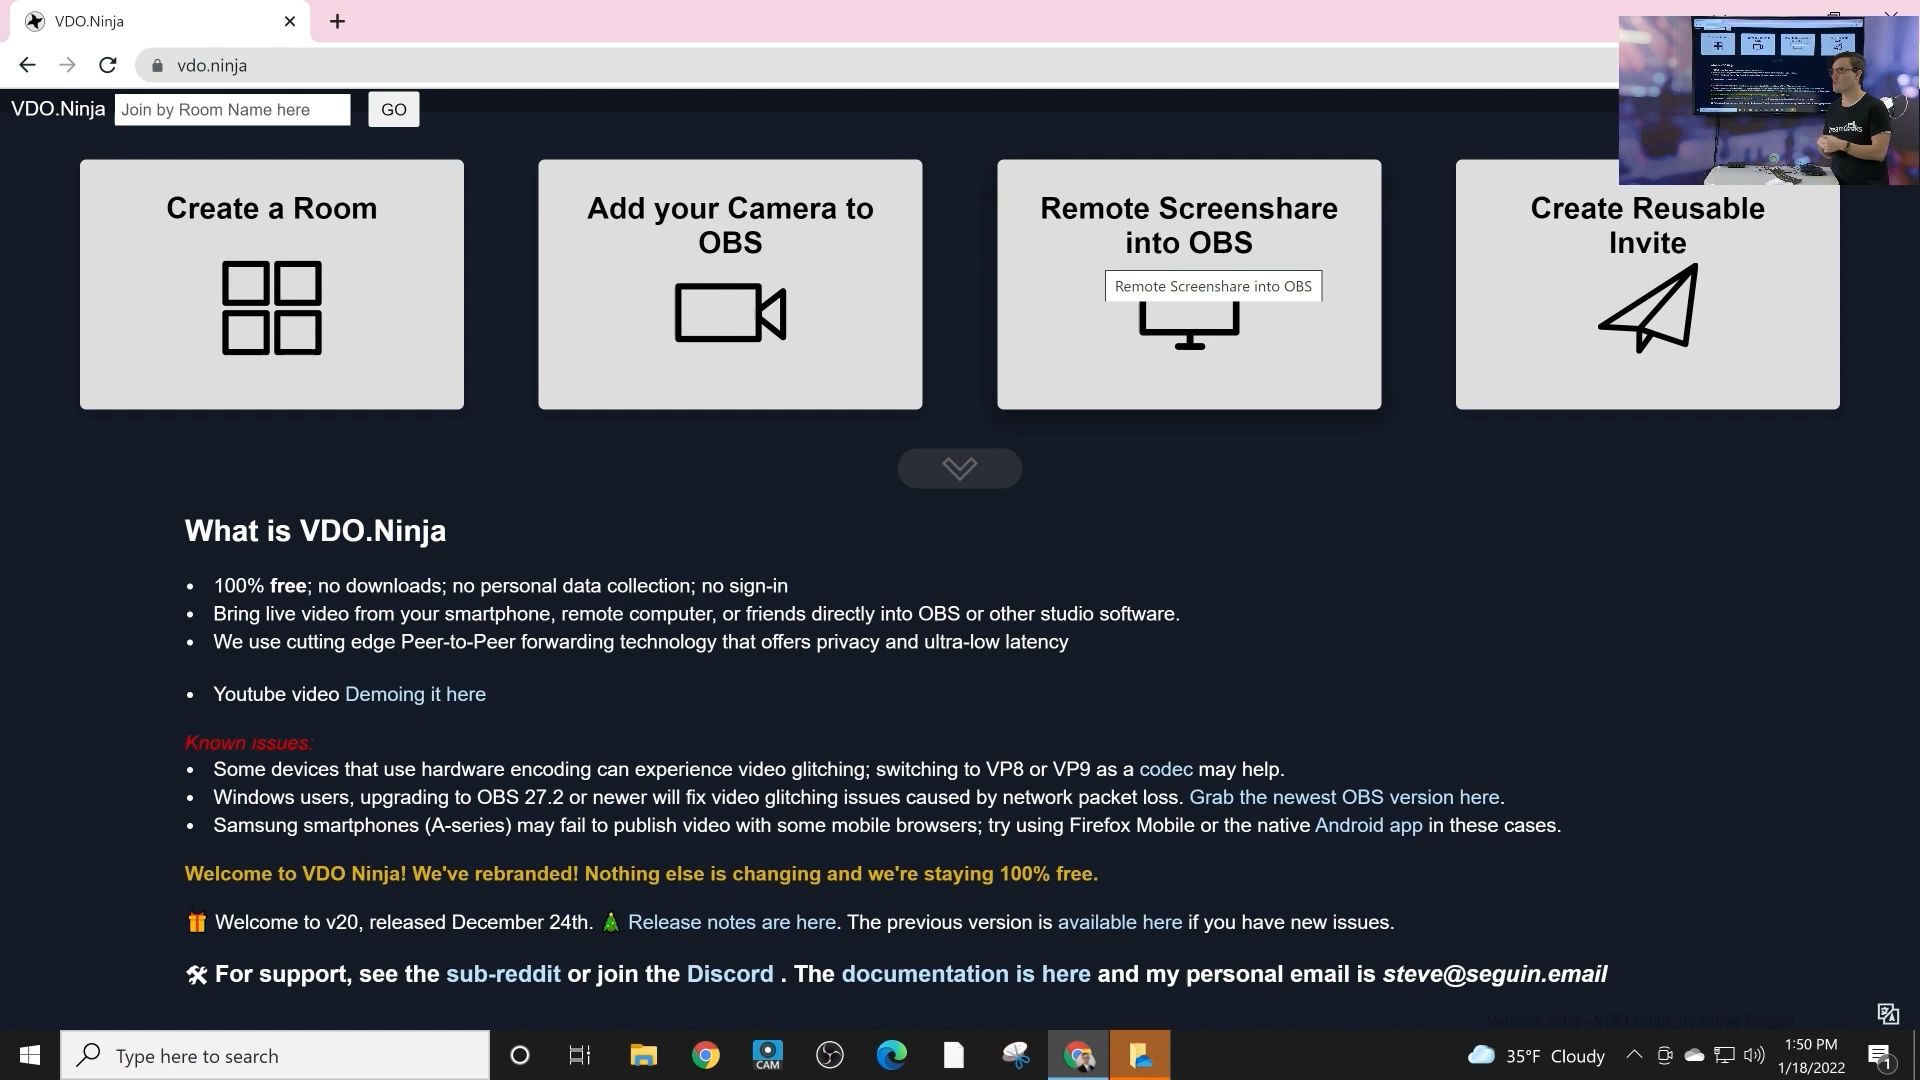 VDO.Ninja
vdo.ninja
VDO.Ninja Join by Room Name here GO
Create a Room
Add your Camera to
OBS
Remote Screenshare
into OBS
Remote Screenshare into OBS
Create Reusable
Invite
What is VDO.Ninja
• 100% free; no downloads; no personal data collection; no sign-in
• Bring live video from your smartphone, remote computer, or friends directly into OBS or other studio software.
• We use cutting edge Peer-to-Peer forwarding technology that offers privacy and ultra-low latency
• Youtube video Demoing it here
Known issues:
• Some devices that use hardware encoding can experience video glitching; switching to VP8 or VP9 as a codec may help.
• Windows users, upgrading to OBS 27.2 or newer will fix video glitching issues caused by network packet loss. Grab the newest OBS version here.
• Samsung smartphones (A-series) may fail to publish video with some mobile browsers; try using Firefox Mobile or the native Android app in these cases.
Welcome to VDO Ninja! We've rebranded! Nothing else is changing and we're staying 100% free.
🎁 Welcome to v20, released December 24th. 🎄 Release notes are here. The previous version is available here if you have new issues.
🛠 For support, see the sub-reddit or join the Discord . The documentation is here and my personal email is steve@seguin.email
Type here to search
CAM
35°F Cloudy
1:50 PM
1/18/2022
1